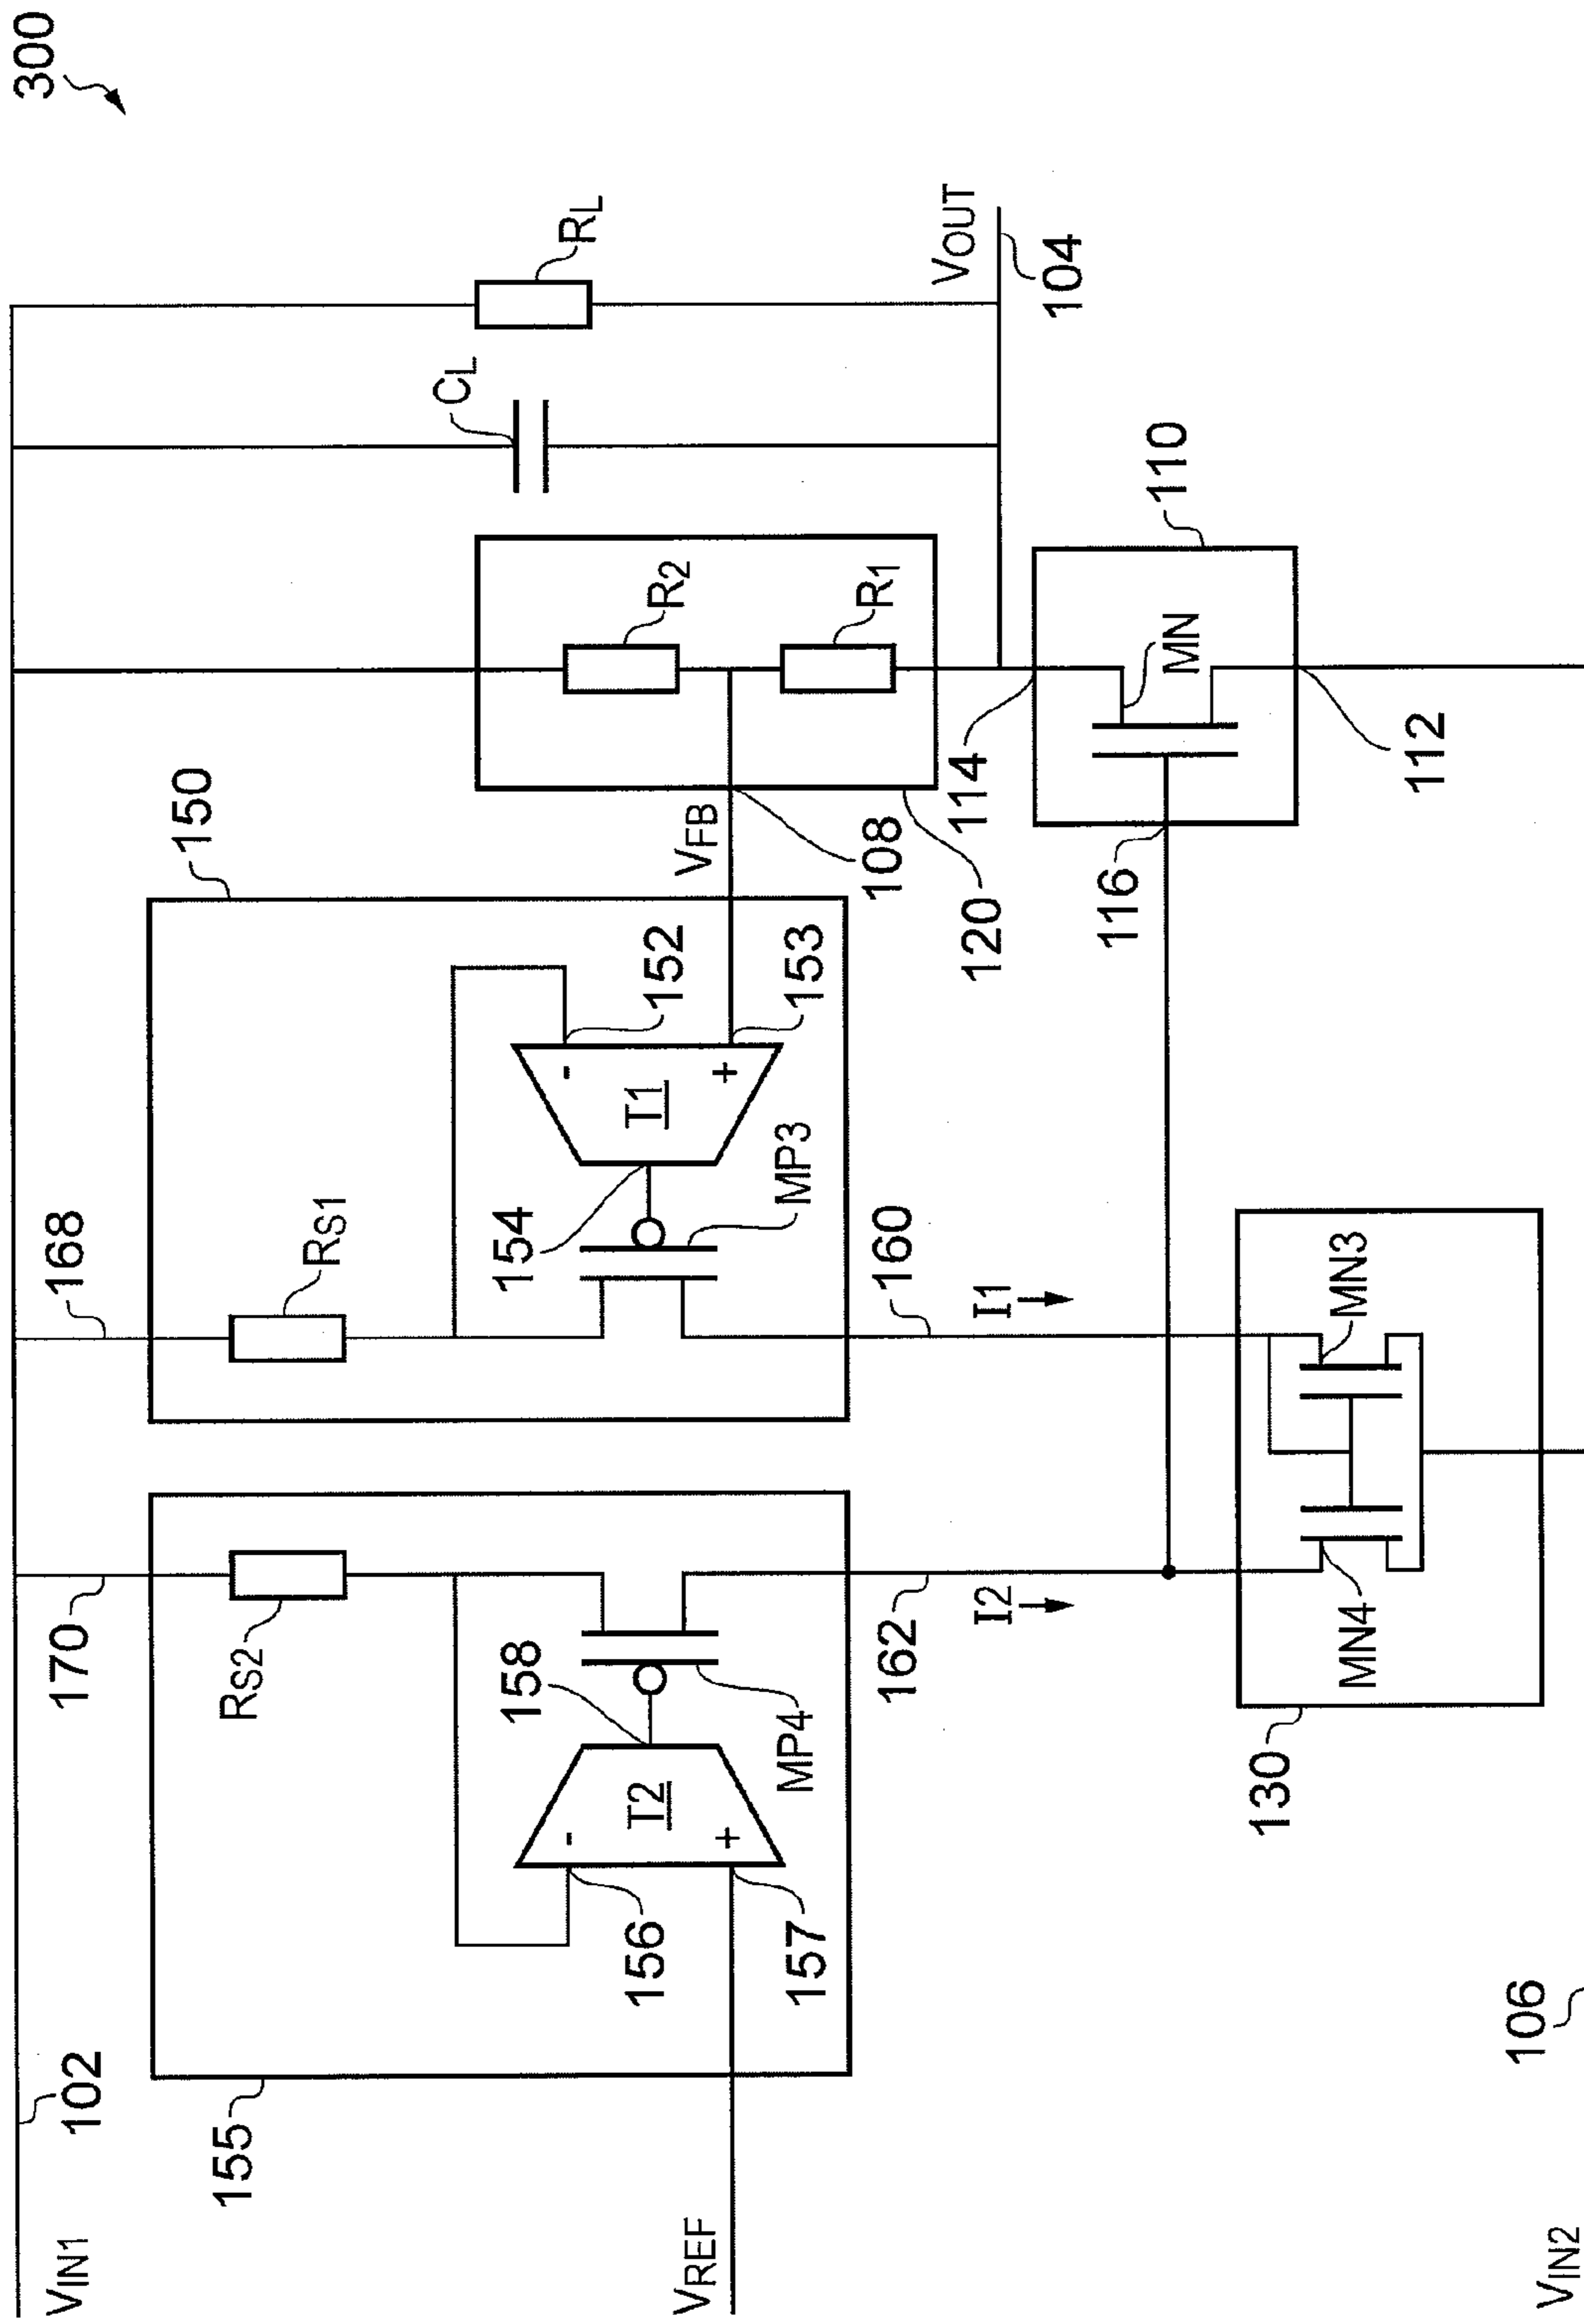 300
VIN1
102
170
168
RS2
RS1
155
150
CL
RL
R2
R1
VFB
108
120
VREF
156
157
T2
-
+
158
MP4
162
I2
154
T1
-
+
152
153
MP3
160
I1
VOUT
104
114
116
110
MN
112
130
MN4
MN3
106
VIN2